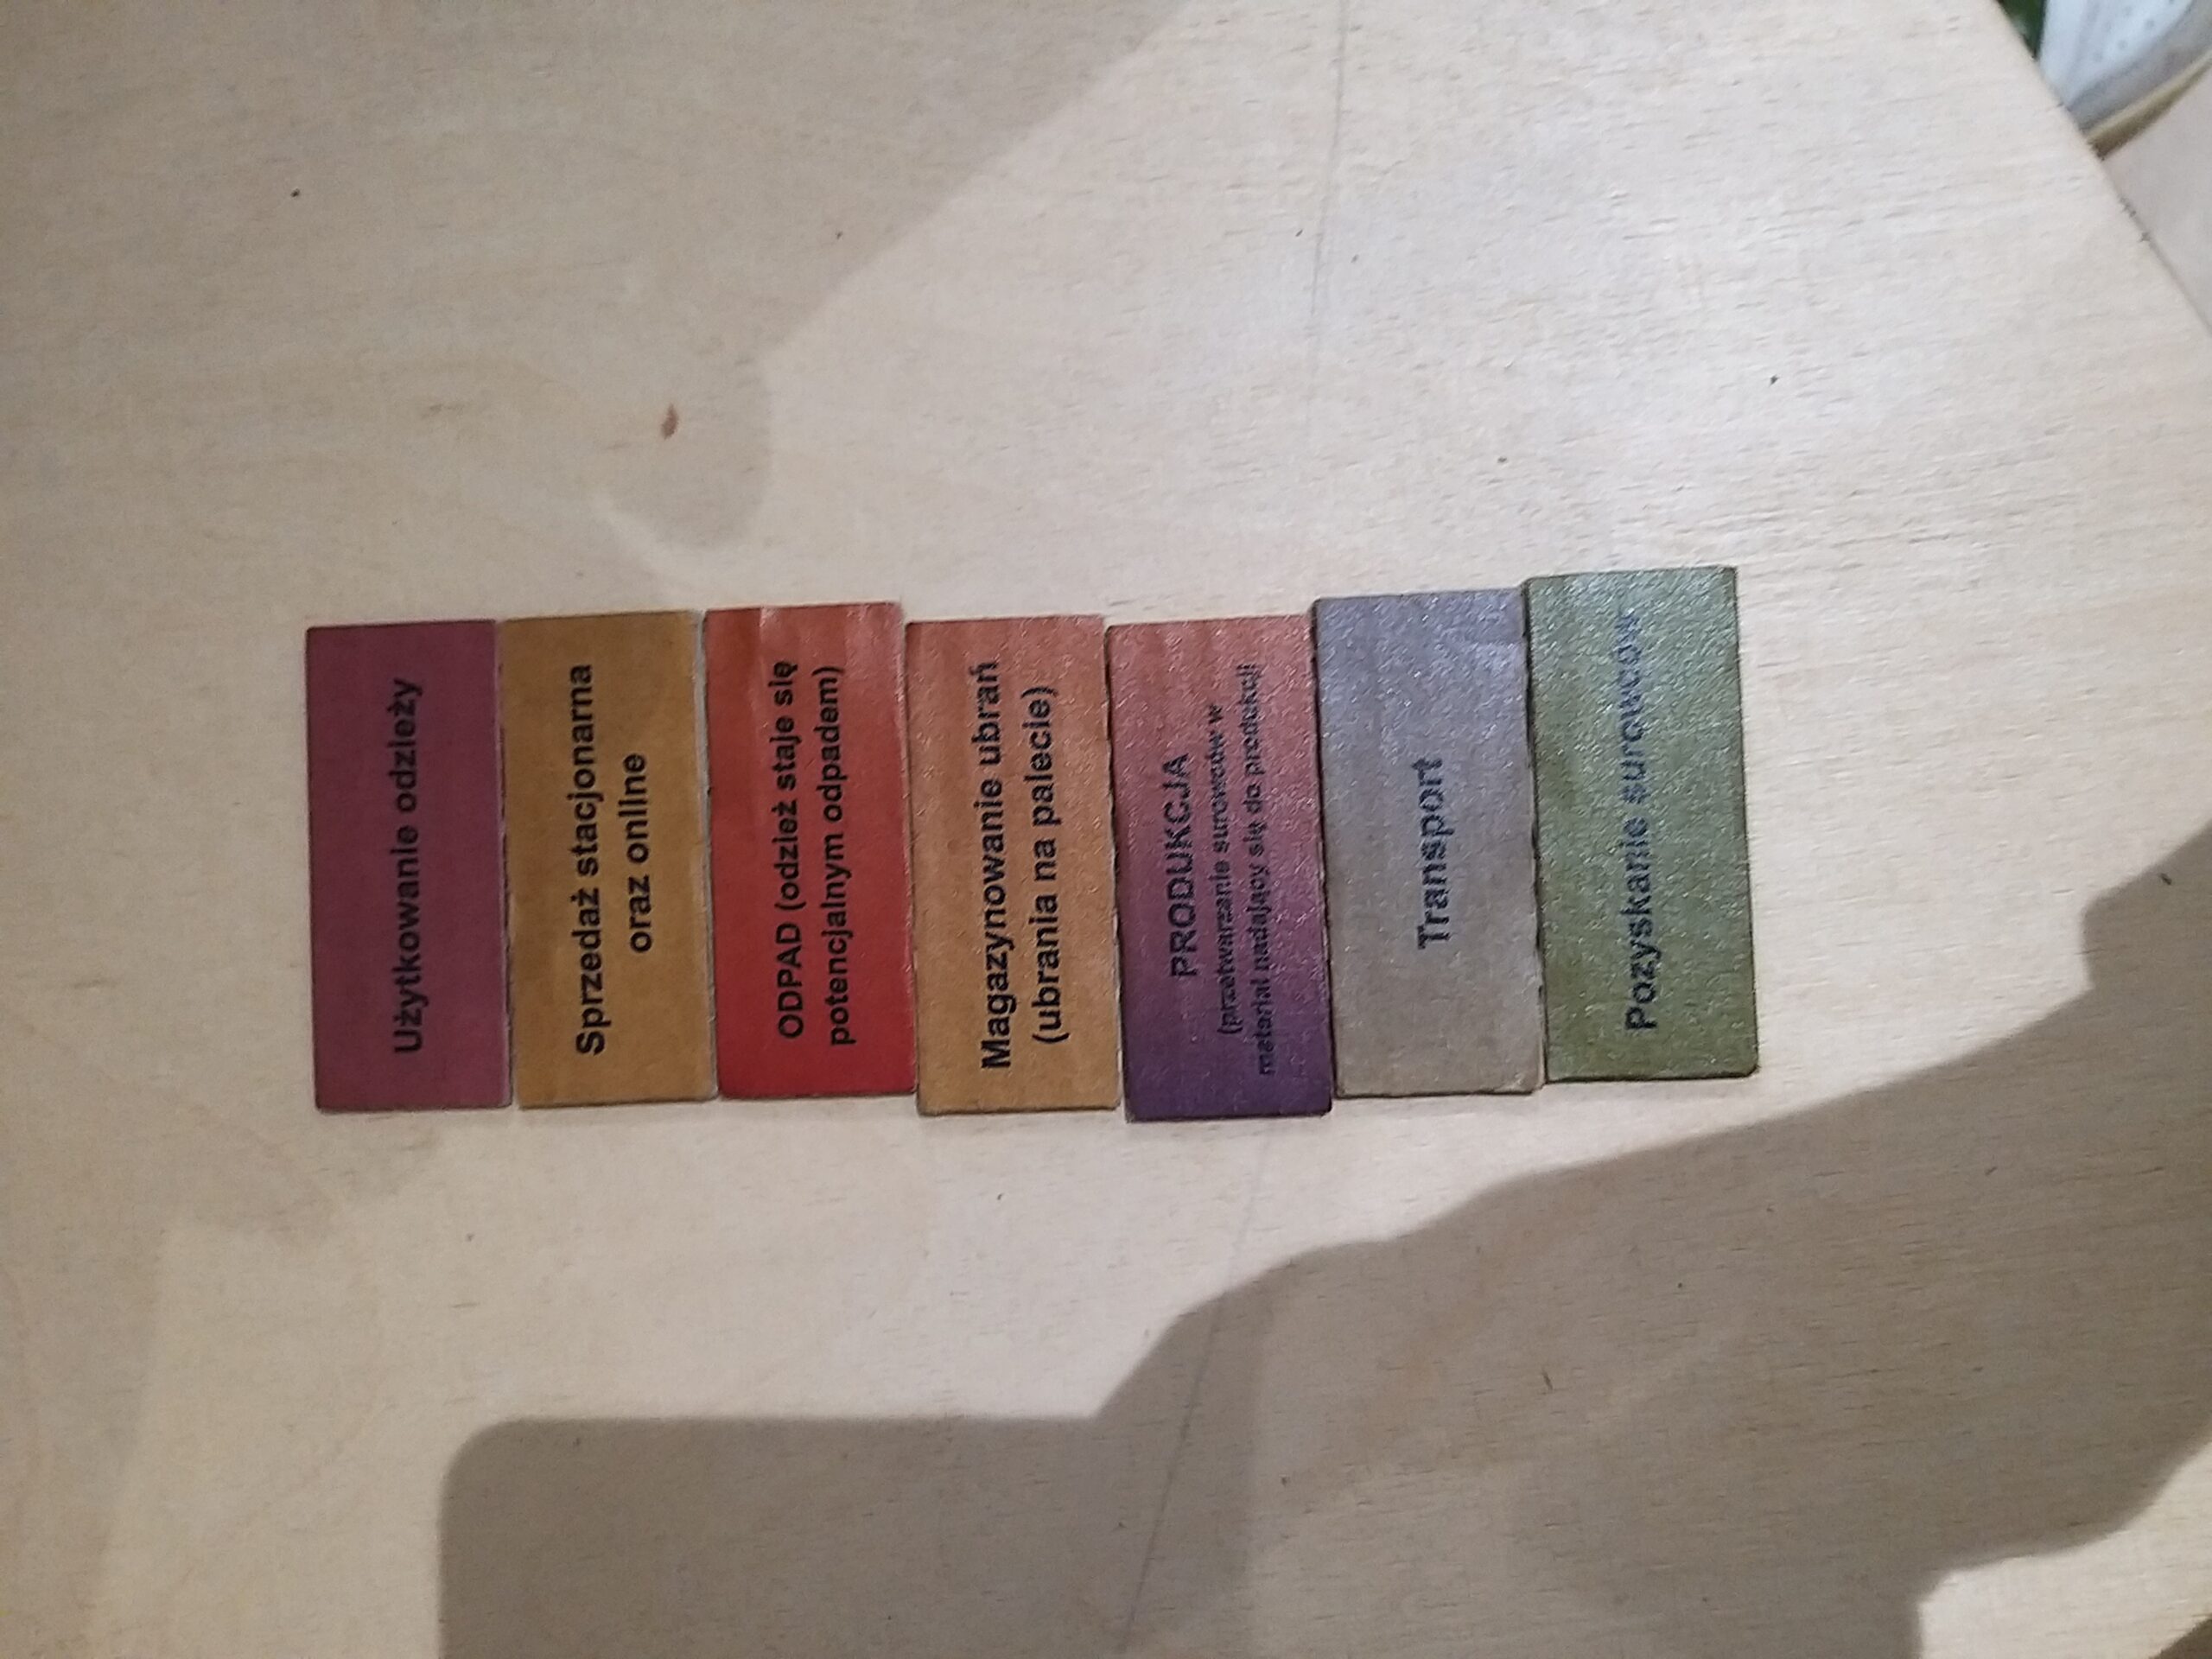 Użytkowanie odzieży
Sprzedaż stacjonarna
oraz online
ODPAD (odzież staje się
potencjalnym odpadem)
Magazynowanie ubrań
(ubrania na palecie)
PRODUKCJA
(przetwarzanie surowców w
materiał nadający się do produkcji)
Transport
Pozyskanie surowców